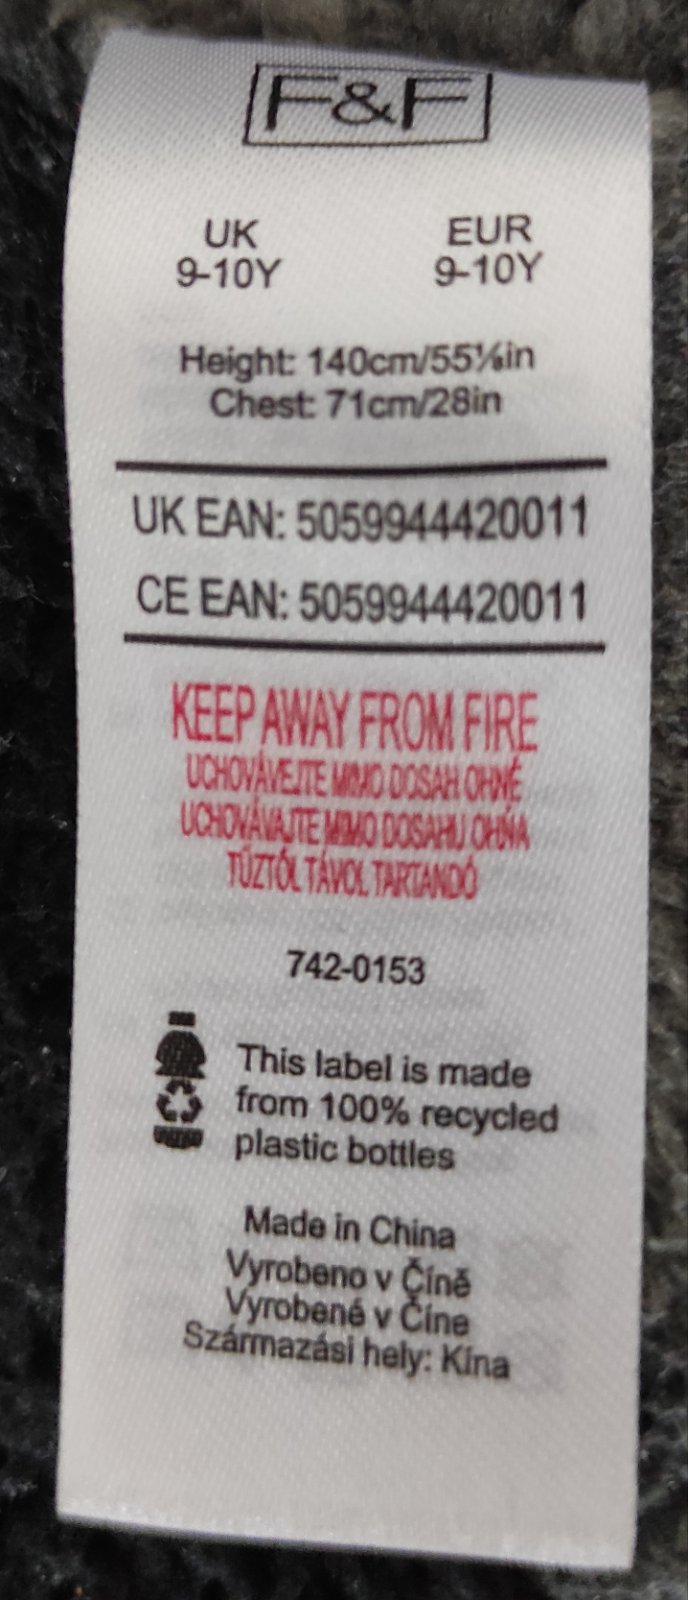 F&F
UK EUR
9-10Y 9-10Y
Height: 140cm/55⅛in
Chest: 71cm/28in
UK EAN: 5059944420011
CE EAN: 5059944420011
KEEP AWAY FROM FIRE
UCHOVÁVEJTE MIMO DOSAH OHNĚ
UCHOVÁVAJTE MIMO DOSAHU OHŇA
TŰZTŐL TÁVOL TARTANDÓ
742-0153
This label is made
from 100% recycled
plastic bottles
Made in China
Vyrobeno v Číně
Vyrobené v Číne
Származási hely: Kína